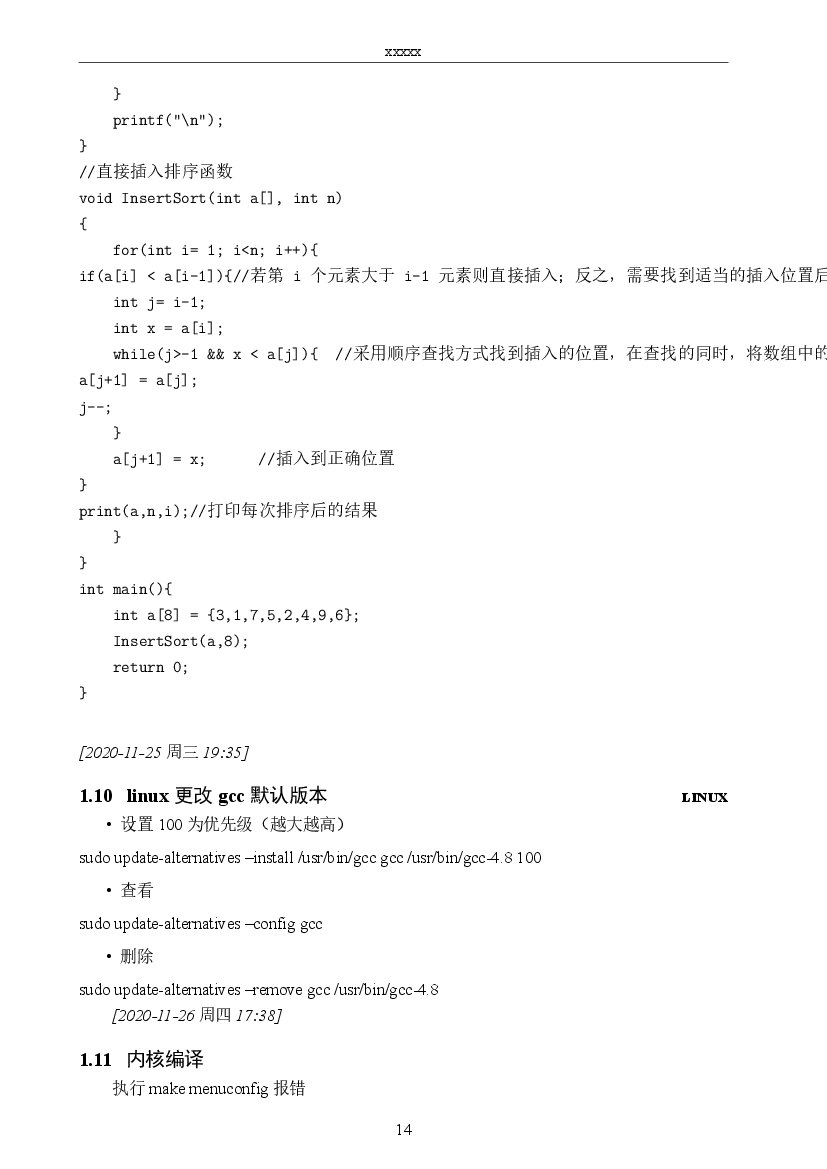 xxxxx
}
printf("\n");
}
//直接插入排序函数
void InsertSort(int a[], int n)
{
for(int i= 1; i<n; i++){
if(a[i] < a[i-1]){//若第 i 个元素大于 i-1 元素则直接插入；反之，需要找到适当的插入位置后
int j= i-1;
int x = a[i];
while(j>-1 && x < a[j]){ //采用顺序查找方式找到插入的位置，在查找的同时，将数组中的
a[j+1] = a[j];
j--;
}
a[j+1] = x; //插入到正确位置
}
print(a,n,i);//打印每次排序后的结果
}
}
int main(){
int a[8] = {3,1,7,5,2,4,9,6};
InsertSort(a,8);
return 0;
}
[2020-11-25 周三 19:35]
1.10 linux 更改 gcc 默认版本 LINUX
• 设置 100 为优先级（越大越高）
sudo update-alternatives –install /usr/bin/gcc gcc /usr/bin/gcc-4.8 100
• 查看
sudo update-alternatives –config gcc
• 删除
sudo update-alternatives –remove gcc /usr/bin/gcc-4.8
[2020-11-26 周四 17:38]
1.11 内核编译
执行 make menuconfig 报错
14